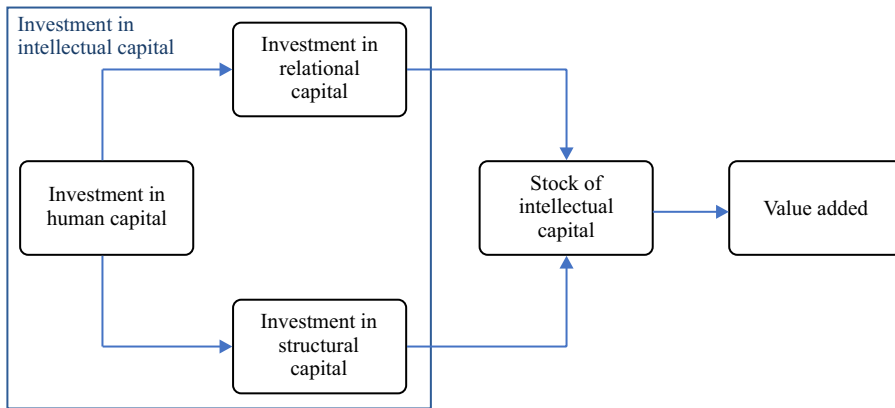 Investment in
intellectual capital
Investment in
relational
capital
Investment in
human capital
Stock of
intellectual
capital
Value added
Investment in
structural
capital